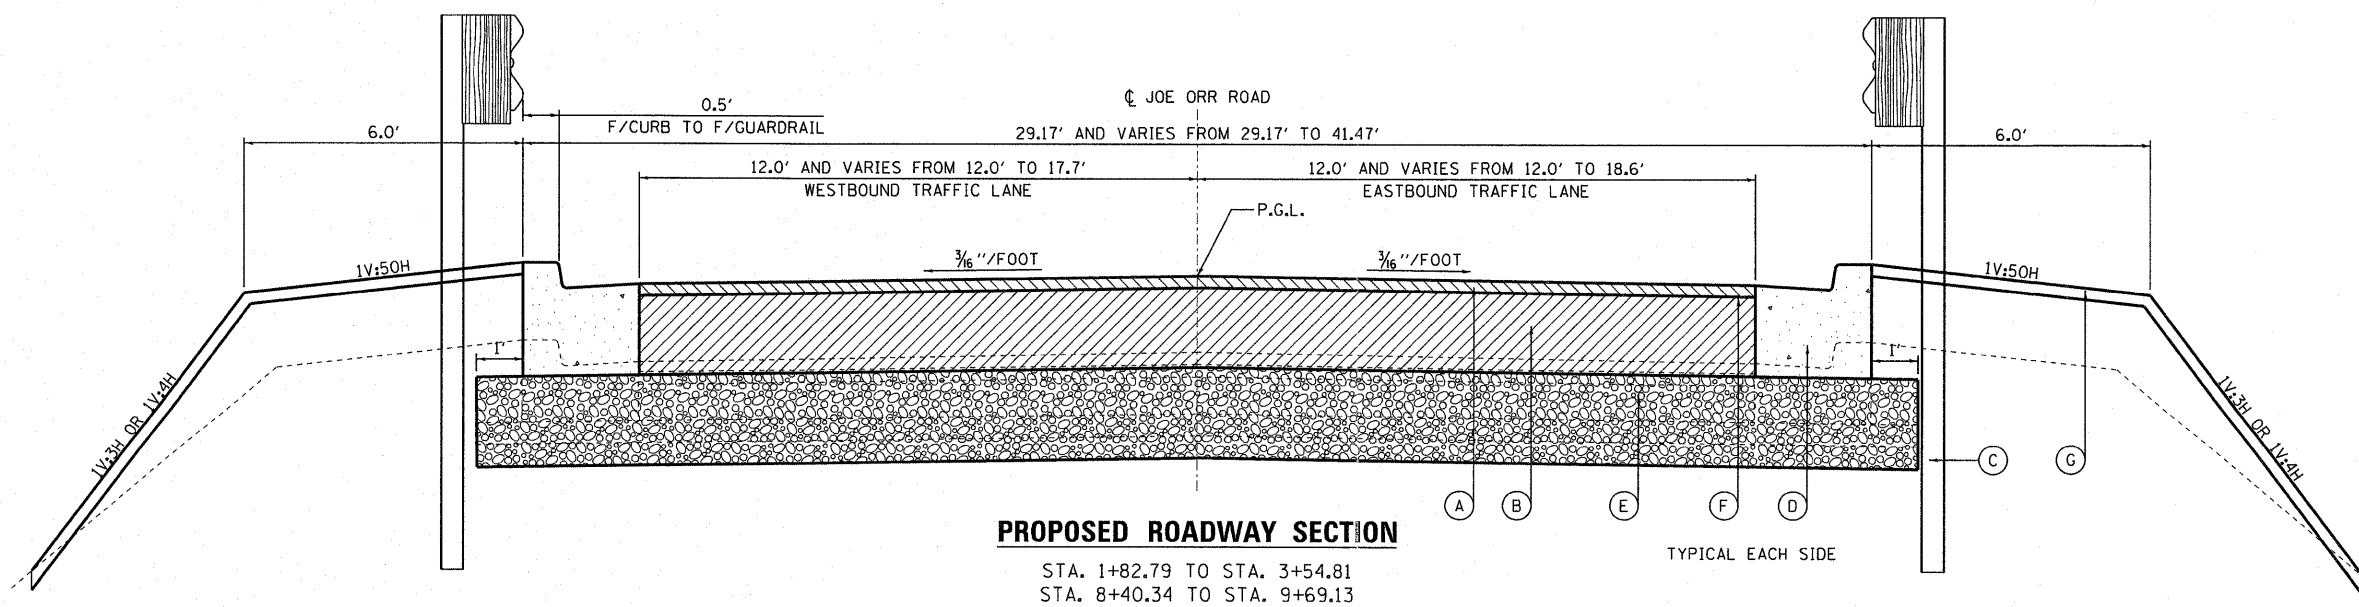 ℄ JOE ORR ROAD
0.5'
F/CURB TO F/GUARDRAIL
6.0'
29.17' AND VARIES FROM 29.17' TO 41.47'
6.0'
12.0' AND VARIES FROM 12.0' TO 17.7'
WESTBOUND TRAFFIC LANE
12.0' AND VARIES FROM 12.0' TO 18.6'
EASTBOUND TRAFFIC LANE
P.G.L.
3/16"/FOOT
3/16"/FOOT
1V:50H
1V:50H
1'
1'
1V:3H OR 1V:4H
1V:3H OR 1V:4H
C
G
A
B
E
F
D
PROPOSED ROADWAY SECTION
TYPICAL EACH SIDE
STA. 1+82.79 TO STA. 3+54.81
STA. 8+40.34 TO STA. 9+69.13